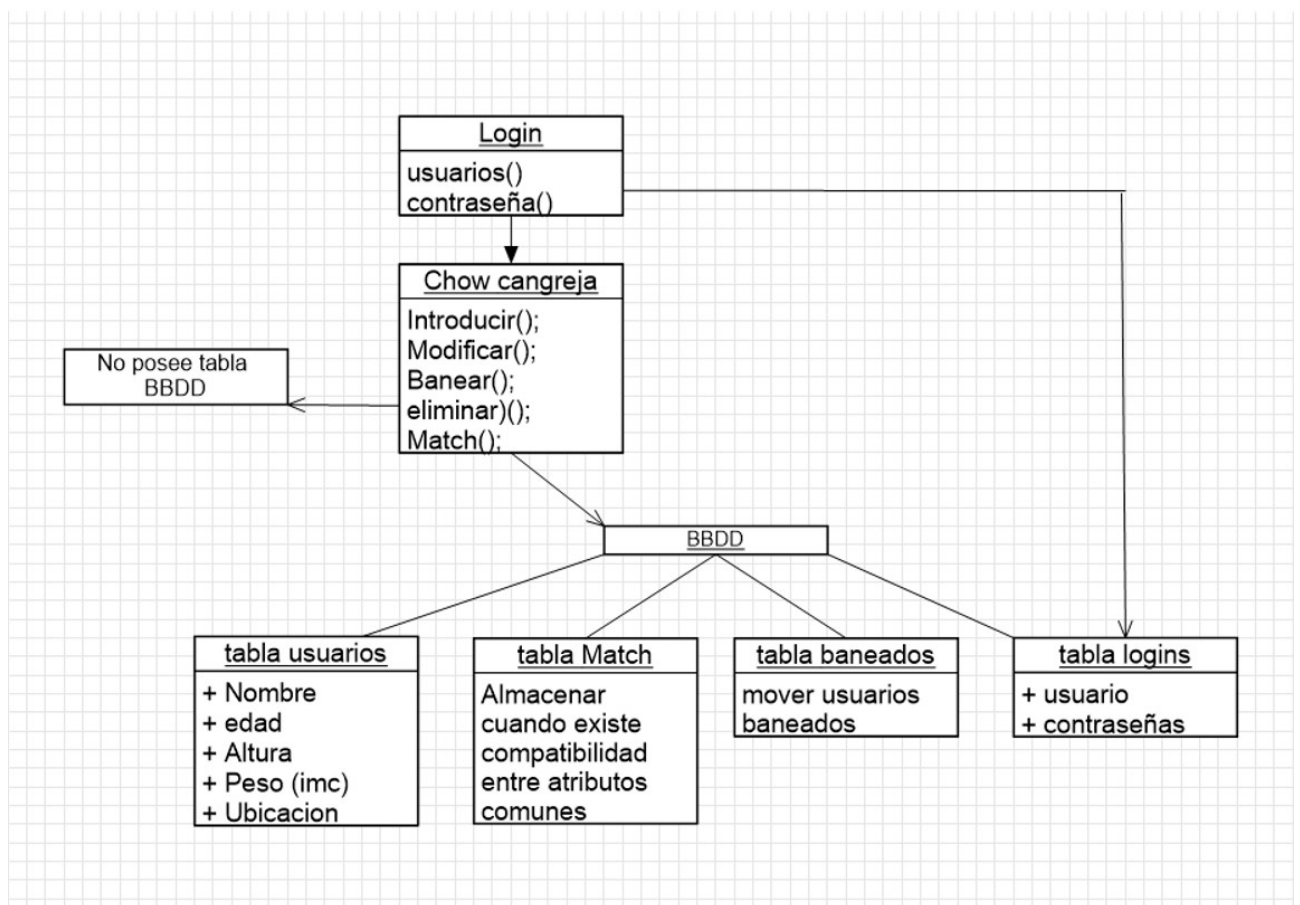 Login
usuarios()
contraseña()
Chow cangreja
Introducir();
Modificar();
Banear();
eliminar)();
Match();
No posee tabla
BBDD
BBDD
tabla usuarios
+ Nombre
+ edad
+ Altura
+ Peso (imc)
+ Ubicacion
tabla Match
Almacenar
cuando existe
compatibilidad
entre atributos
comunes
tabla baneados
mover usuarios
baneados
tabla logins
+ usuario
+ contraseñas